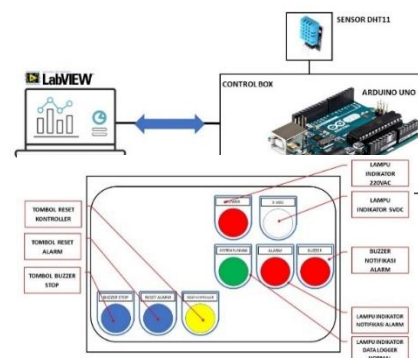 SENSOR DHT11
LabVIEW
CONTROL BOX
ARDUINO UNO
LAMPU
INDIKATOR
220VAC
TOMBOL RESET
KONTROLLER
LAMPU
INDIKATOR 5VDC
TOMBOL RESET
ALARM
BUZZER
NOTIFIKASI
ALARM
TOMBOL BUZZER
STOP
5 VDC
ALARM
BUZZER
BUZZER STOP
RESET ALARM
LAMPU INDIKATOR
NOTIFIKASI ALARM
LAMPU INDIKATOR
DATA LOGGER
NORMAL